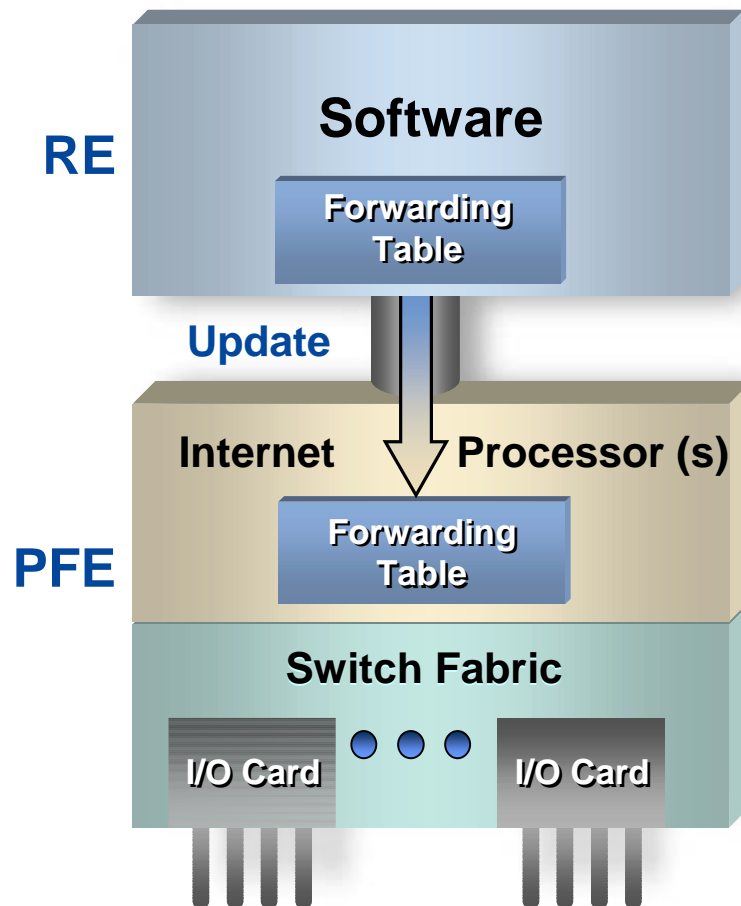 Software
RE
Forwarding
Table
Update
Internet Processor (s)
Forwarding
Table
PFE
Switch Fabric
I/O Card I/O Card